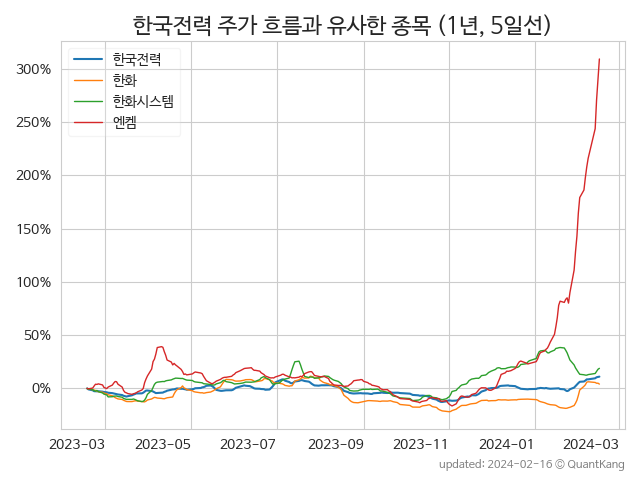 한국전력 주가 흐름과 유사한 종목 (1년, 5일선)
한국전력
한화
한화시스템
엔켐
300%
250%
200%
150%
100%
50%
0%
2023-03 2023-05 2023-07 2023-09 2023-11 2024-01 2024-03
updated: 2024-02-16 © QuantKang